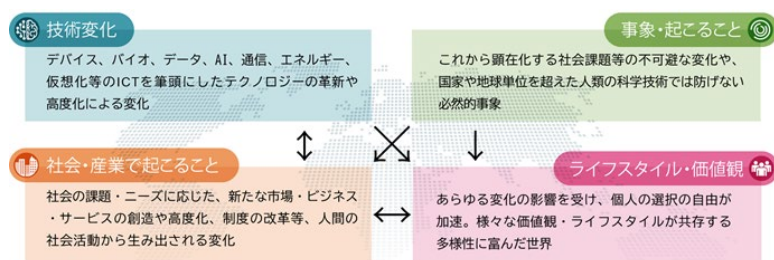 技術変化
デバイス、バイオ、データ、AI、通信、エネルギー、
仮想化等のICTを筆頭にしたテクノロジーの革新や
高度化による変化
事象・起こること
これから顕在化する社会課題等の不可避な変化や、
国家や地球単位を超えた人類の科学技術では防げない
必然的事象
社会・産業で起こること
社会の課題・ニーズに応じた、新たな市場・ビジネス
・サービスの創造や高度化、制度の改革等、人間の
社会活動から生み出される変化
ライフスタイル・価値観
あらゆる変化の影響を受け、個人の選択の自由が
加速。様々な価値観・ライフスタイルが共存する
多様性に富んだ世界